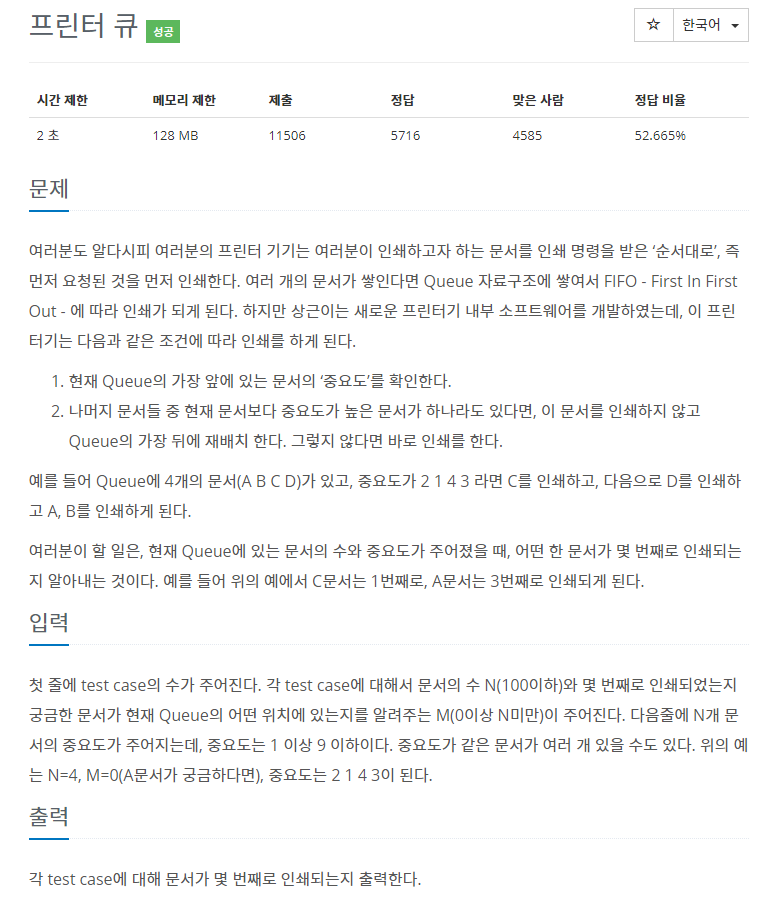 프린터 큐 성공
☆ 한국어
시간 제한 메모리 제한 제출 정답 맞은 사람 정답 비율
2 초 128 MB 11506 5716 4585 52.665%
문제
여러분도 알다시피 여러분의 프린터 기기는 여러분이 인쇄하고자 하는 문서를 인쇄 명령을 받은 ‘순서대로’, 즉
먼저 요청된 것을 먼저 인쇄한다. 여러 개의 문서가 쌓인다면 Queue 자료구조에 쌓여서 FIFO - First In First
Out - 에 따라 인쇄가 되게 된다. 하지만 상근이는 새로운 프린터기 내부 소프트웨어를 개발하였는데, 이 프린
터기는 다음과 같은 조건에 따라 인쇄를 하게 된다.
1. 현재 Queue의 가장 앞에 있는 문서의 ‘중요도’를 확인한다.
2. 나머지 문서들 중 현재 문서보다 중요도가 높은 문서가 하나라도 있다면, 이 문서를 인쇄하지 않고
Queue의 가장 뒤에 재배치 한다. 그렇지 않다면 바로 인쇄를 한다.
예를 들어 Queue에 4개의 문서(A B C D)가 있고, 중요도가 2 1 4 3 라면 C를 인쇄하고, 다음으로 D를 인쇄하
고 A, B를 인쇄하게 된다.
여러분이 할 일은, 현재 Queue에 있는 문서의 수와 중요도가 주어졌을 때, 어떤 한 문서가 몇 번째로 인쇄되는
지 알아내는 것이다. 예를 들어 위의 예에서 C문서는 1번째로, A문서는 3번째로 인쇄되게 된다.
입력
첫 줄에 test case의 수가 주어진다. 각 test case에 대해서 문서의 수 N(100이하)와 몇 번째로 인쇄되었는지
궁금한 문서가 현재 Queue의 어떤 위치에 있는지를 알려주는 M(0이상 N미만)이 주어진다. 다음줄에 N개 문
서의 중요도가 주어지는데, 중요도는 1 이상 9 이하이다. 중요도가 같은 문서가 여러 개 있을 수도 있다. 위의 예
는 N=4, M=0(A문서가 궁금하다면), 중요도는 2 1 4 3이 된다.
출력
각 test case에 대해 문서가 몇 번째로 인쇄되는지 출력한다.